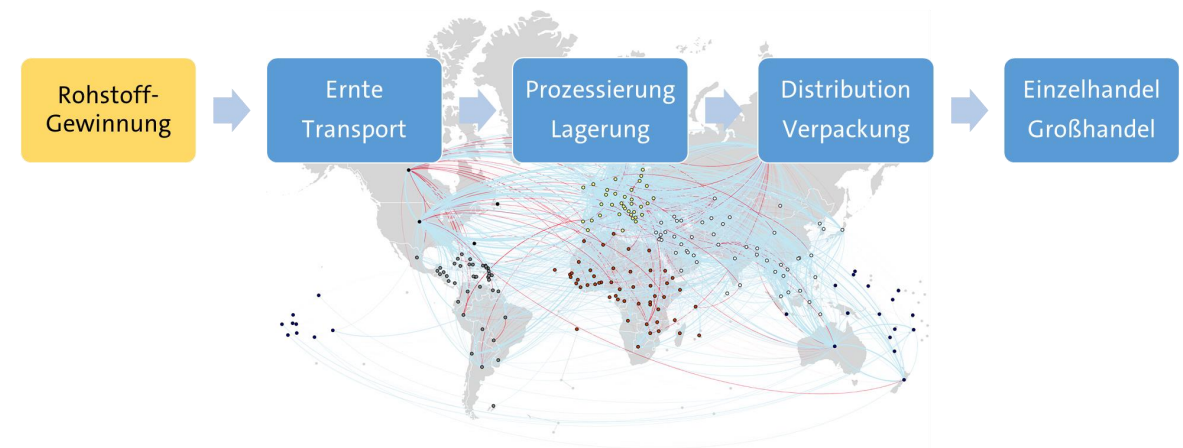 Rohstoff-
Gewinnung
Ernte
Transport
Prozessierung
Lagerung
Distribution
Verpackung
Einzelhandel
Großhandel